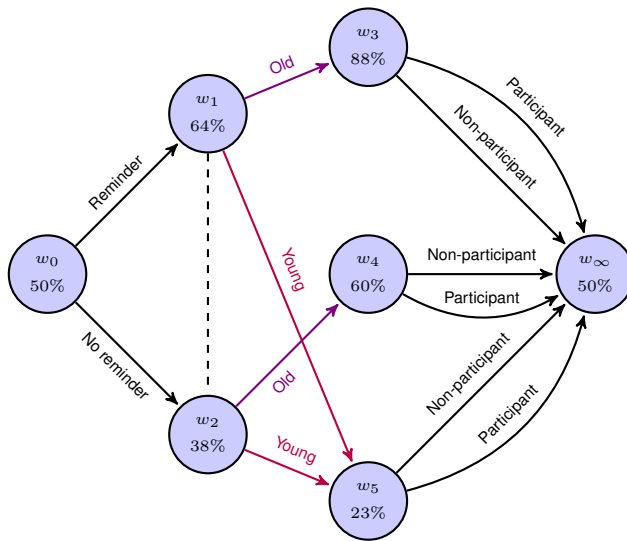 w₃
88%
Old
Participant
w₁
64%
Non-participant
Reminder
w₀
50%
Young
w₄
60%
Non-participant
Participant
w∞
50%
No reminder
Old
Non-participant
w₂
38%
Young
Participant
w₅
23%